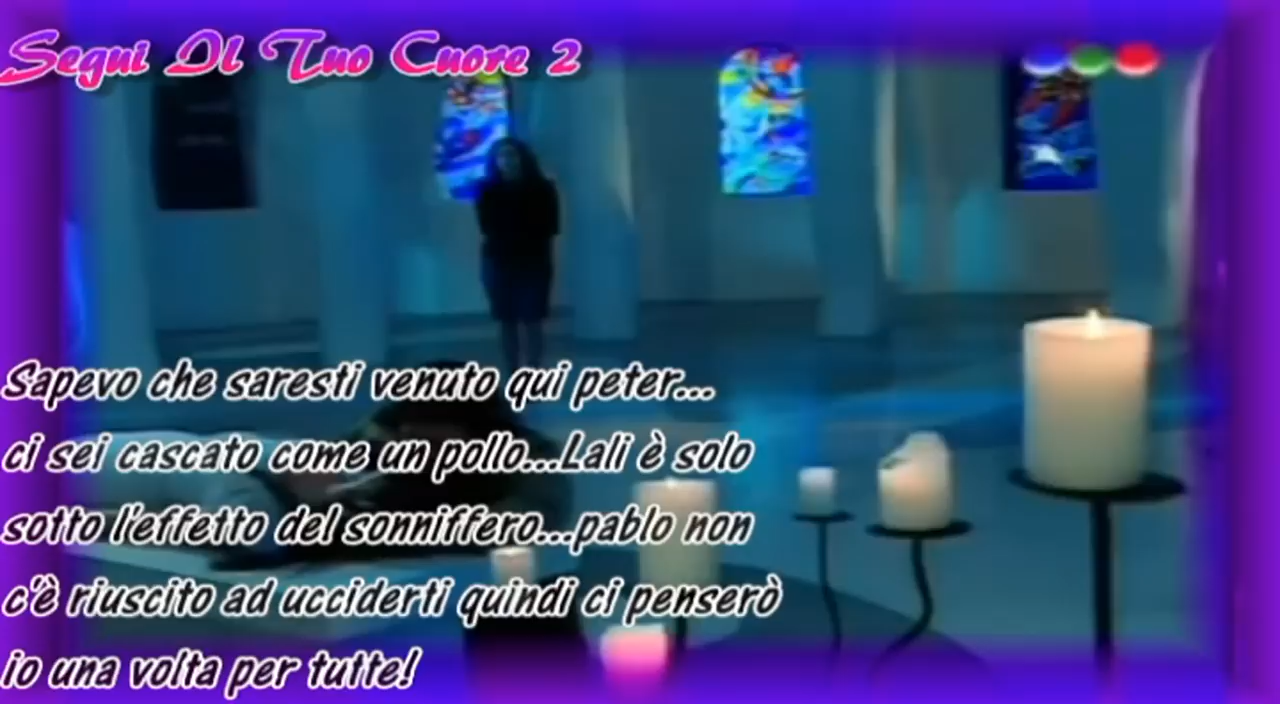 Segui Il Tuo Cuore 2
Sapevo che saresti venuto qui peter...
ci sei cascato come un pollo...Lali è solo
sotto l'effetto del sonniffero...pablo non
c'è riuscito ad ucciderti quindi ci penserò
io una volta per tutte!